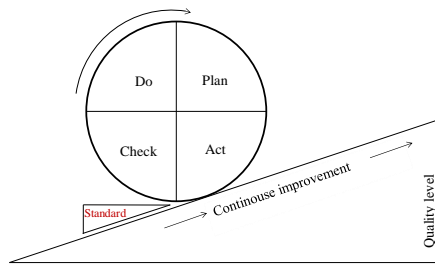 Do
Plan
Check
Act
Standard
Continouse improvement
Quality level